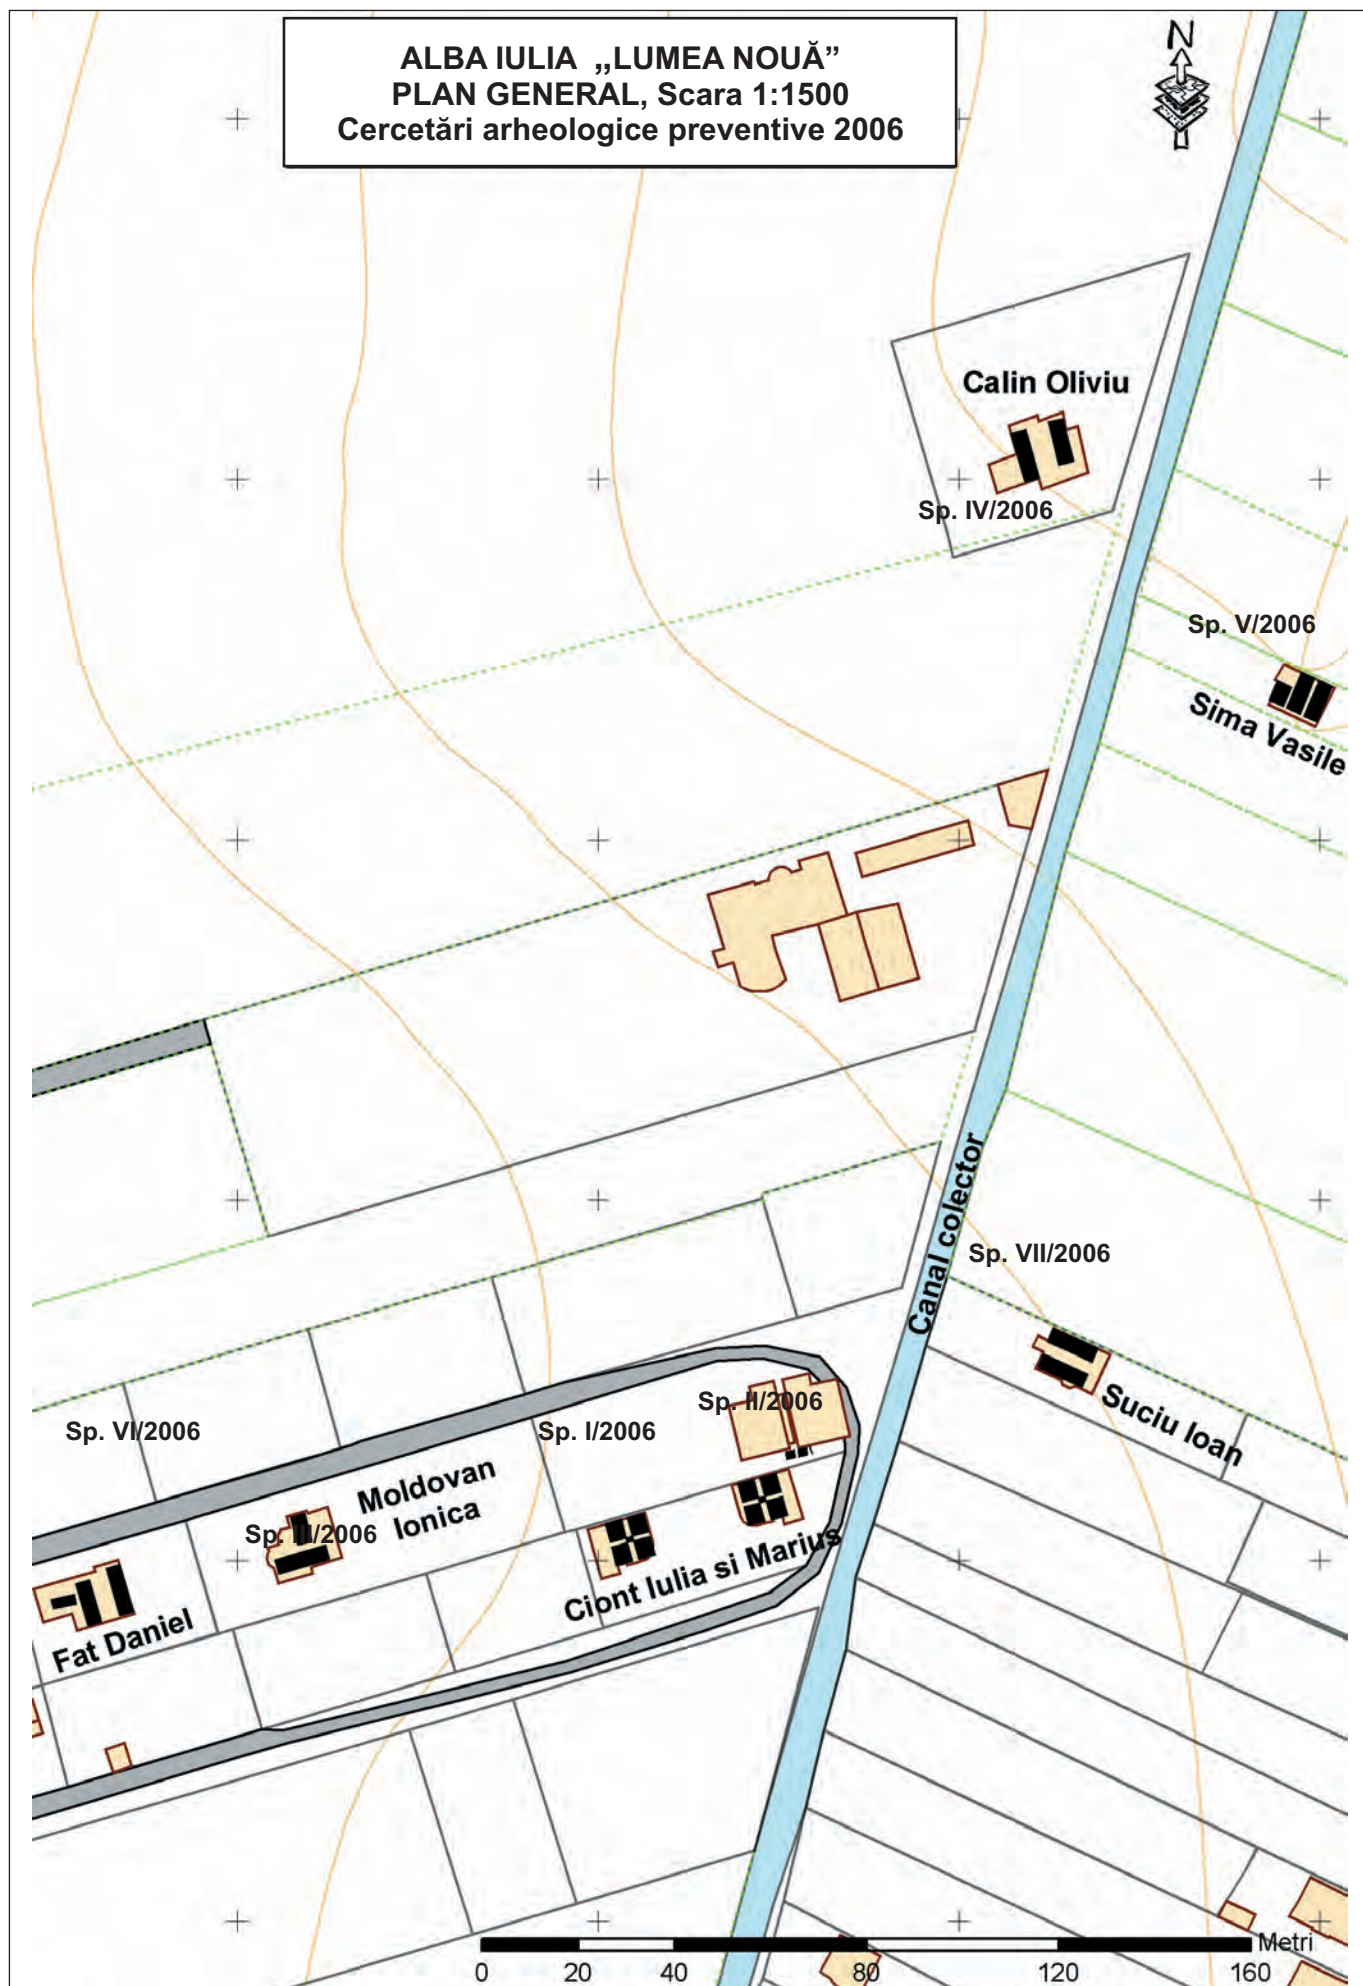 ALBA IULIA „LUMEA NOUĂ”
PLAN GENERAL, Scara 1:1500
Cercetări arheologice preventive 2006
N
Calin Oliviu
Sp. IV/2006
Sp. V/2006
Sima Vasile
Canal colector
Sp. VII/2006
Suciu Ioan
Sp. II/2006
Sp. I/2006
Sp. VI/2006
Moldovan
Ionica
Sp. III/2006
Ciont Iulia si Marius
Fat Daniel
Metri
0 20 40 80 120 160